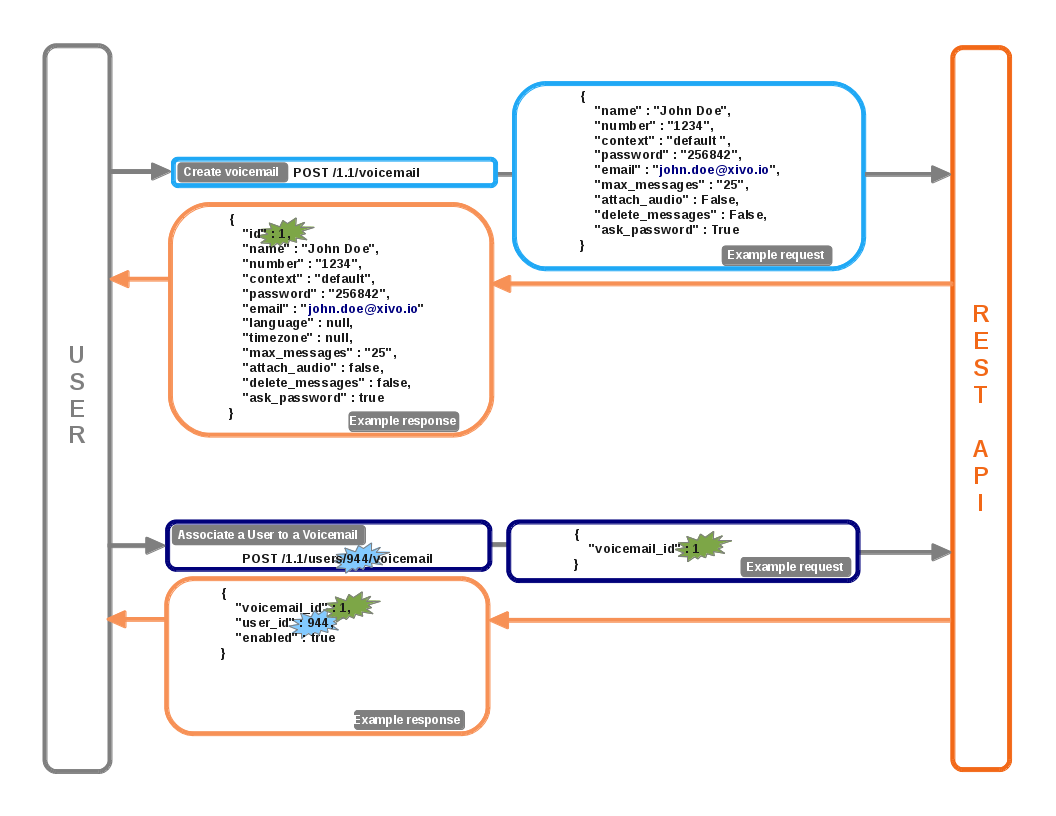 USER
Create voicemail POST /1.1/voicemail
{
"name" : "John Doe",
"number" : "1234",
"context" : "default ",
"password" : "256842",
"email" : "john.doe@xivo.io",
"max_messages" : "25",
"attach_audio" : False,
"delete_messages" : False,
"ask_password" : True
}
Example request
{
"id" : 1,
"name" : "John Doe",
"number" : "1234",
"context" : "default",
"password" : "256842",
"email" : "john.doe@xivo.io"
"language" : null,
"timezone" : null,
"max_messages" : "25",
"attach_audio" : false,
"delete_messages" : false,
"ask_password" : true
}
Example response
Associate a User to a Voicemail
POST /1.1/users/944/voicemail
{
"voicemail_id" : 1
}
Example request
{
"voicemail_id" : 1,
"user_id" : 944,
"enabled" : true
}
Example response
REST API